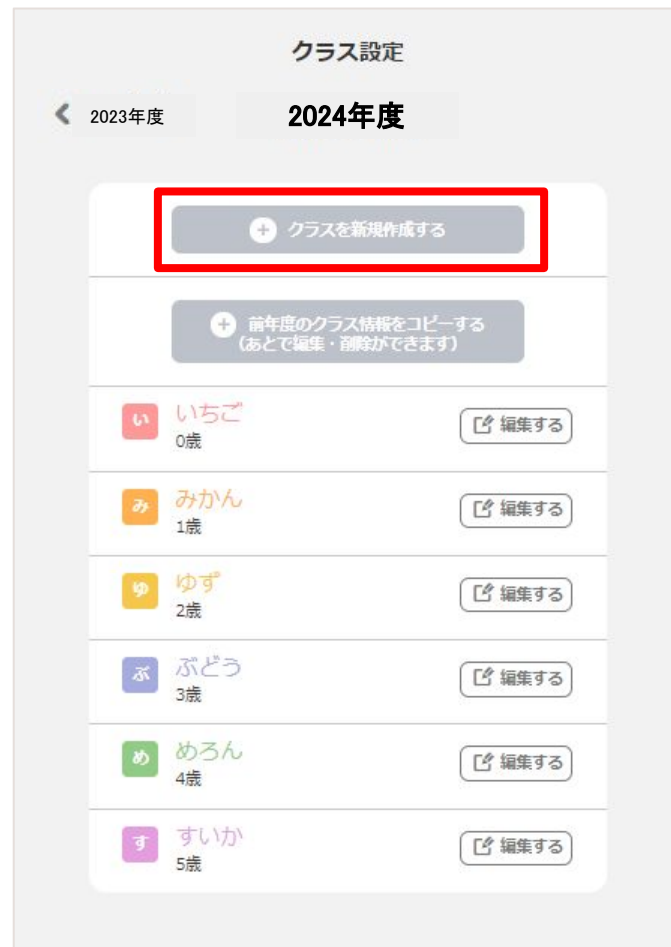 クラス設定
2023年度 2024年度
クラスを新規作成する
前年度のクラス情報をコピーする
(あとで編集・削除ができます)
い いちご 編集する
0歳
み みかん 編集する
1歳
ゆ ゆず 編集する
2歳
ぶ ぶどう 編集する
3歳
め めろん 編集する
4歳
す すいか 編集する
5歳